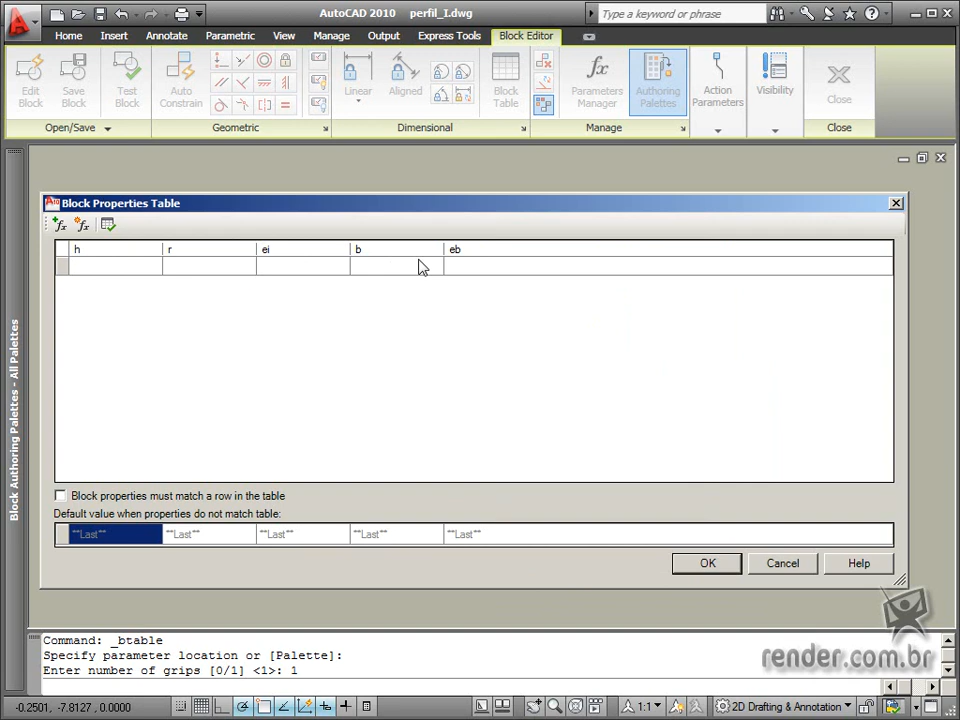 AutoCAD 2010 perfil_I.dwg
Type a keyword or phrase
Home Insert Annotate Parametric View Manage Output Express Tools Block Editor
Edit Block
Save Block
Test Block
Auto Constrain
Linear
Aligned
Block Table
fx
Parameters Manager
Authoring Palettes
Action Parameters
Visibility
Close
Open/Save Geometric Dimensional Manage Close
Block Properties Table
h r ei b eb
Block properties must match a row in the table
Default value when properties do not match table:
**Last** **Last** **Last** **Last** **Last**
OK Cancel Help
Block Authoring Palettes - All Palettes
Command: _btable
Specify parameter location or [Palette]:
Enter number of grips [0/1] <1>: 1
render.com.br
-0.2501, -7.8127, 0.0000
1:1
2D Drafting & Annotation